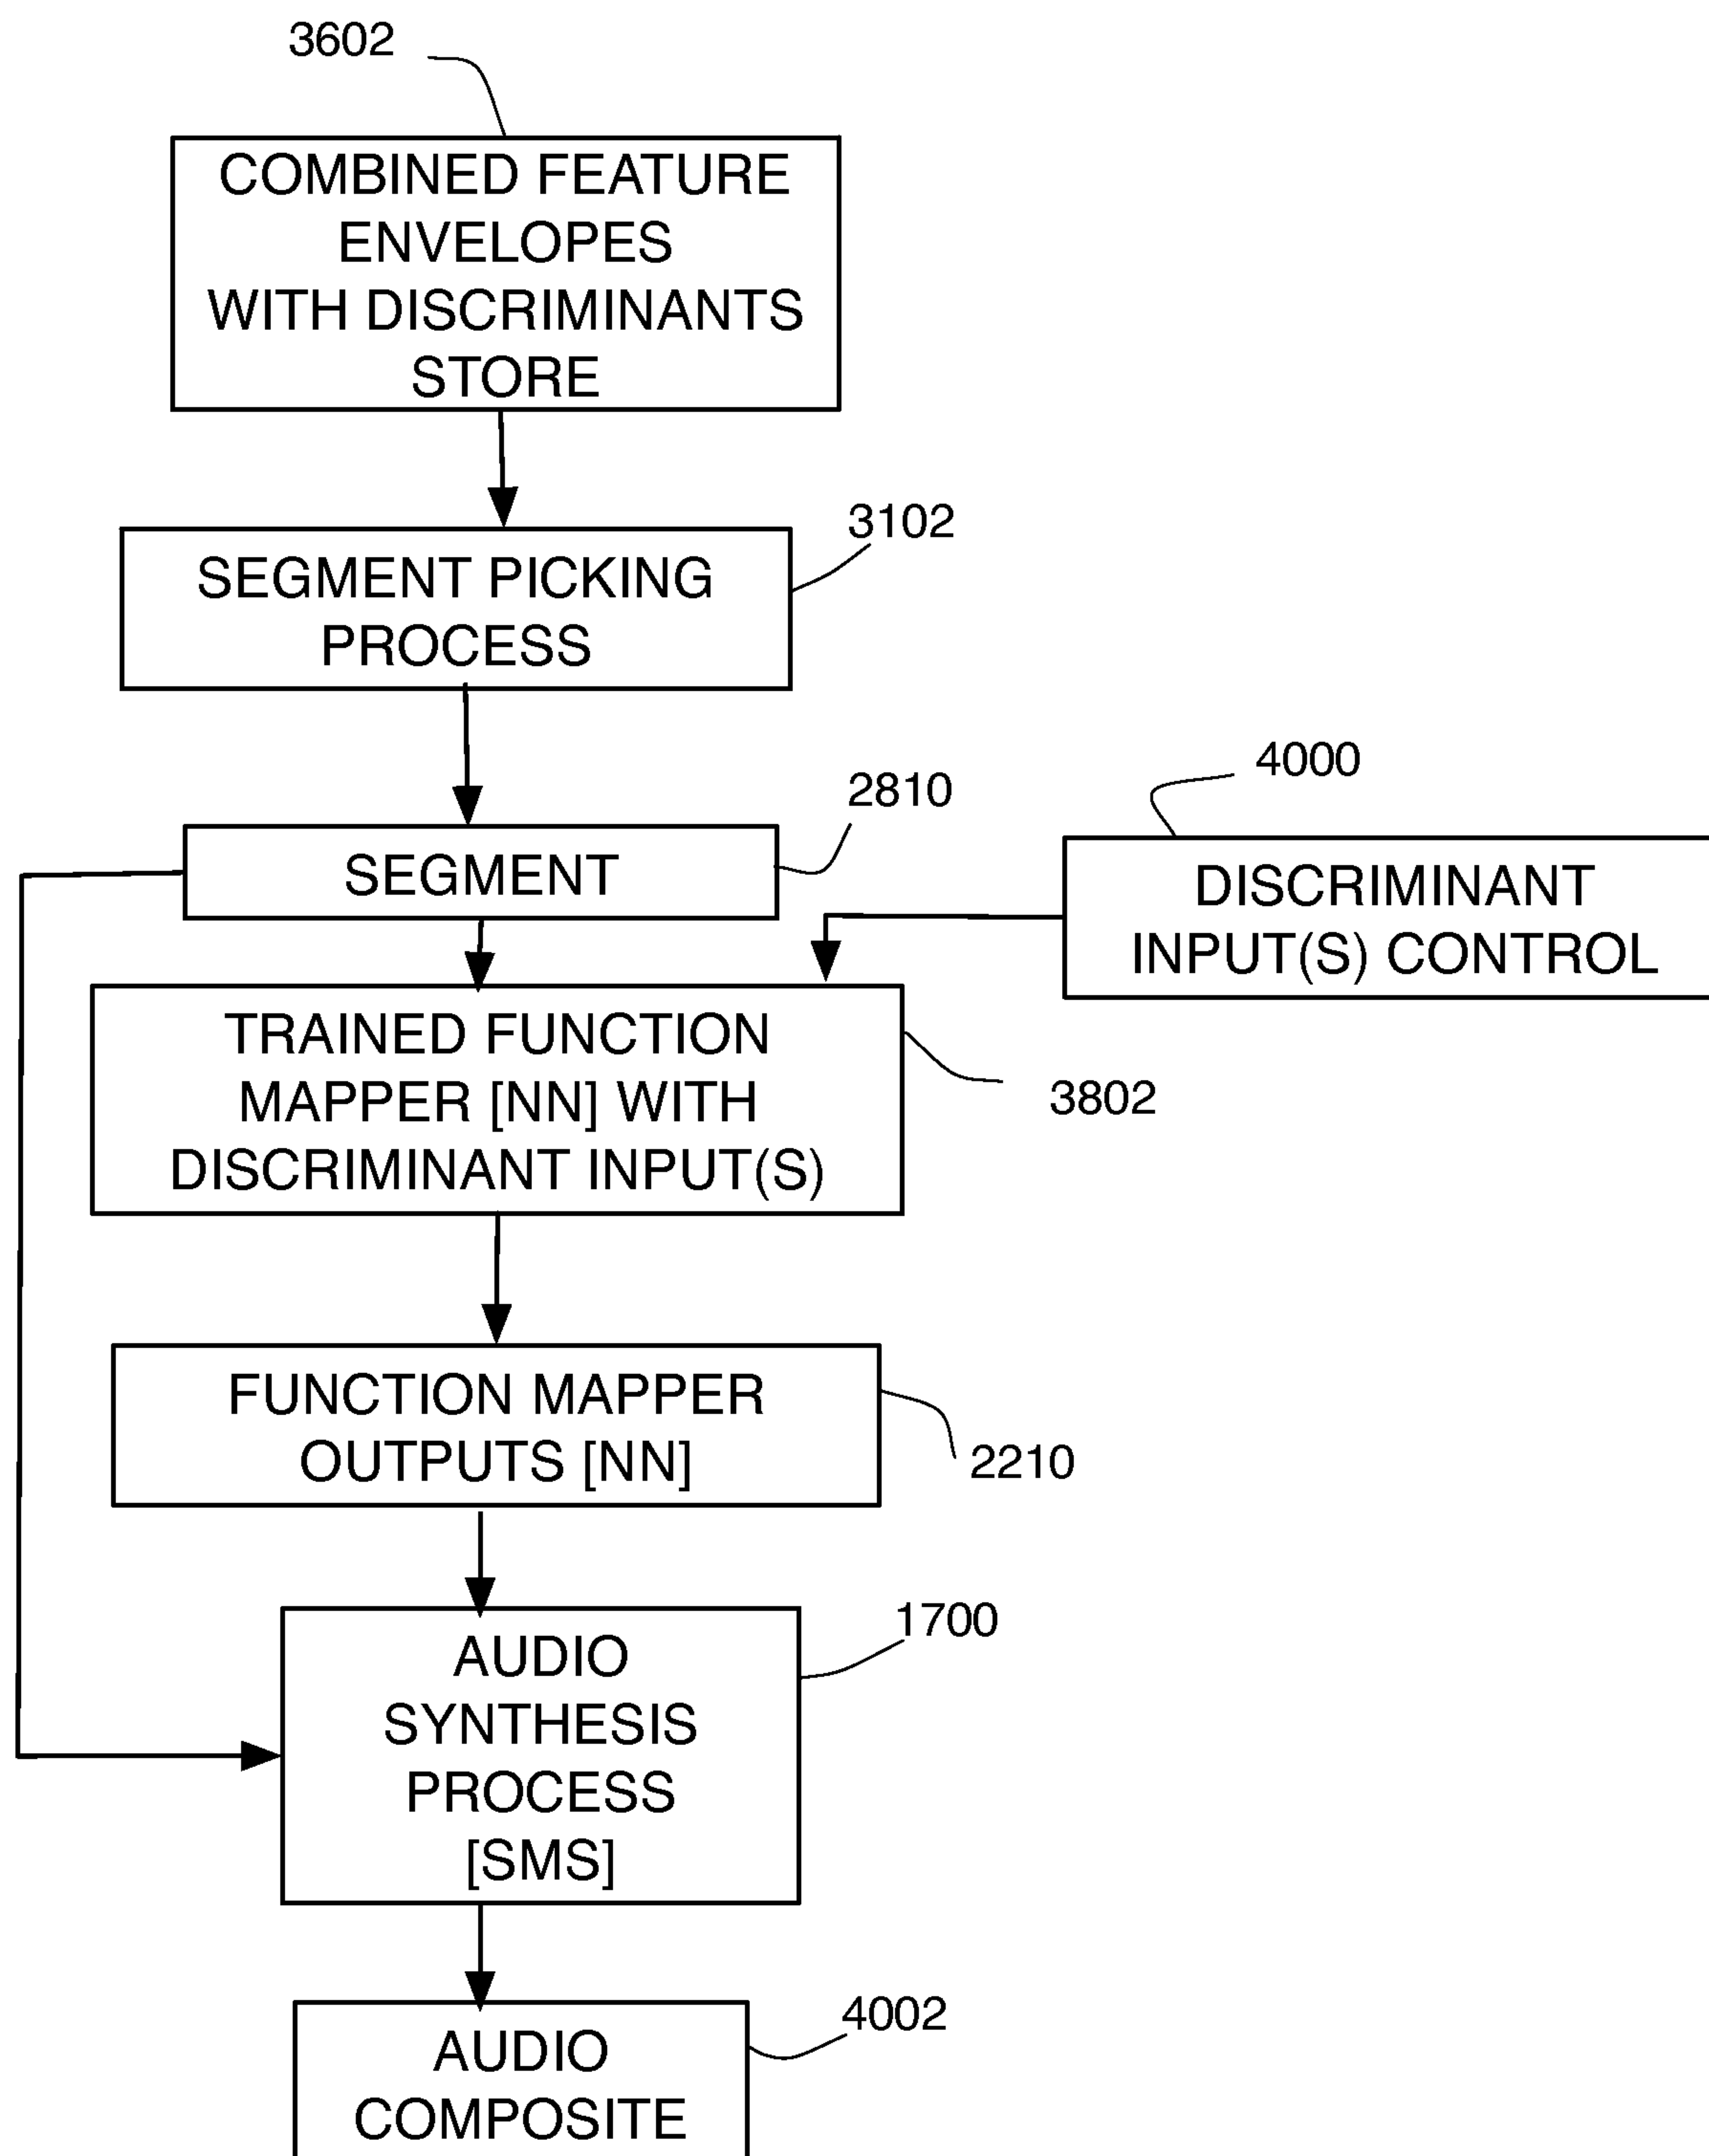 3602
COMBINED FEATURE
ENVELOPES
WITH DISCRIMINANTS
STORE
3102
SEGMENT PICKING
PROCESS
2810
SEGMENT
4000
DISCRIMINANT
INPUT(S) CONTROL
TRAINED FUNCTION
MAPPER [NN] WITH
DISCRIMINANT INPUT(S)
3802
FUNCTION MAPPER
OUTPUTS [NN]
2210
1700
AUDIO
SYNTHESIS
PROCESS
[SMS]
4002
AUDIO
COMPOSITE